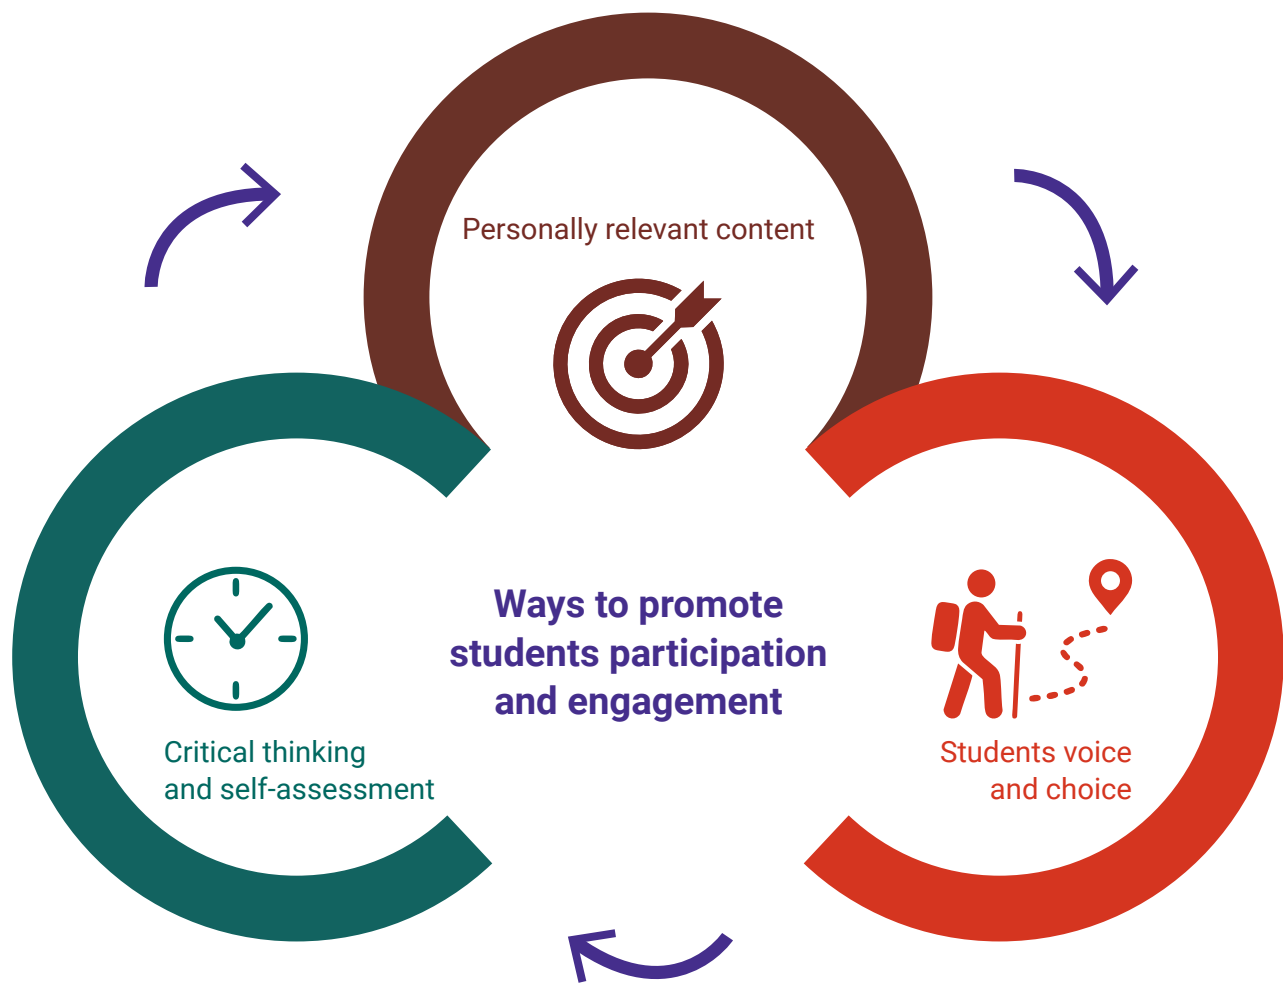 Personally relevant content
Ways to promote
students participation
and engagement
Critical thinking
and self-assessment
Students voice
and choice